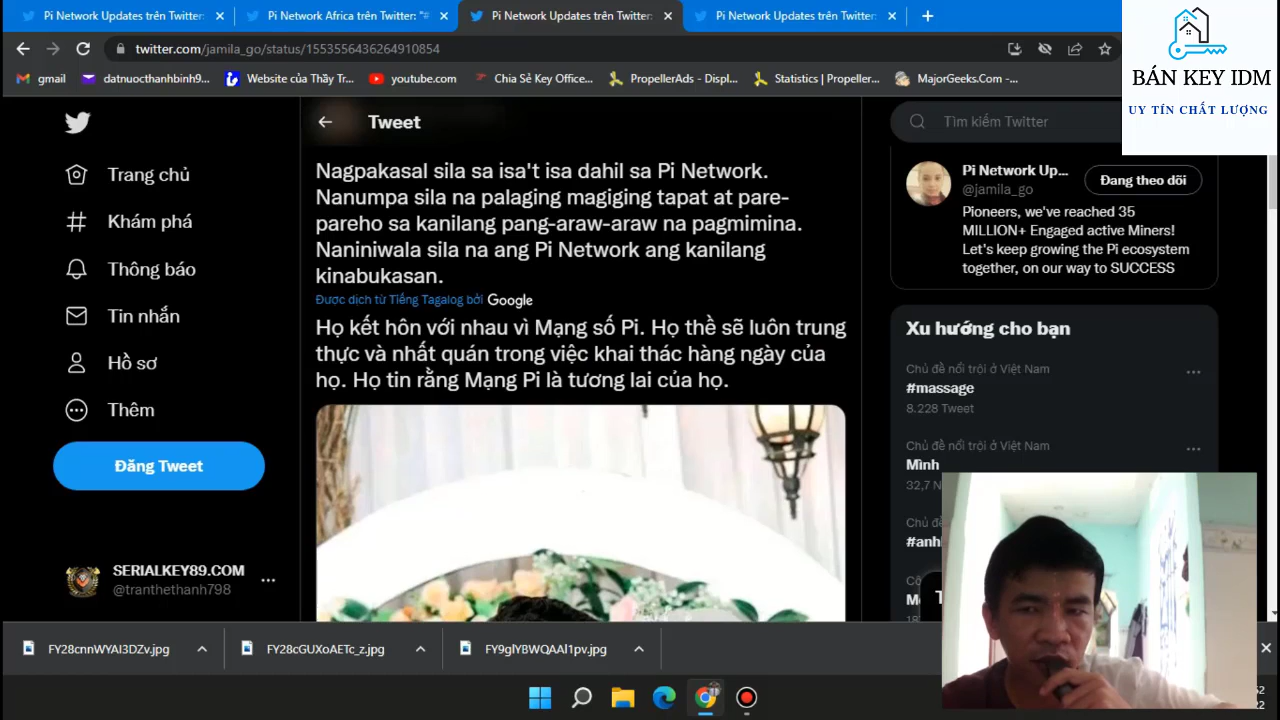 Pi Network Updates trên Twitter:
Pi Network Africa trên Twitter: "
Pi Network Updates trên Twitter:
Pi Network Updates trên Twitter:
twitter.com/jamila_go/status/1553556436264910854
gmail
datnuocthanhbinh9...
Website của Thầy Tr...
youtube.com
Chia Sẻ Key Office...
PropellerAds - Displ...
Statistics | Propeller...
MajorGeeks.Com -...
BÁN KEY IDM
UY TÍN CHẤT LƯỢNG
Trang chủ
Khám phá
Thông báo
Tin nhắn
Hồ sơ
Thêm
Đăng Tweet
SERIALKEY89.COM
@tranthethanh798
Tweet
Nagpakasal sila sa isa't isa dahil sa Pi Network.
Nanumpa sila na palaging magiging tapat at pare-
pareho sa kanilang pang-araw-araw na pagmimina.
Naniniwala sila na ang Pi Network ang kanilang
kinabukasan.
Được dịch từ Tiếng Tagalog bởi Google
Họ kết hôn với nhau vì Mạng số Pi. Họ thề sẽ luôn trung
thực và nhất quán trong việc khai thác hàng ngày của
họ. Họ tin rằng Mạng Pi là tương lai của họ.
Tìm kiếm Twitter
Pi Network Up...
@jamila_go
Đang theo dõi
Pioneers, we've reached 35
MILLION+ Engaged active Miners!
Let's keep growing the Pi ecosystem
together, on our way to SUCCESS
Xu hướng cho bạn
Chủ đề nổi trội ở Việt Nam
#massage
8.228 Tweet
Chủ đề nổi trội ở Việt Nam
Mình
32,7 N
Chủ đề
#anhi
FY28cnnWYAI3DZv.jpg
FY28cGUXoAETc_z.jpg
FY9glYBWQAAl1pv.jpg